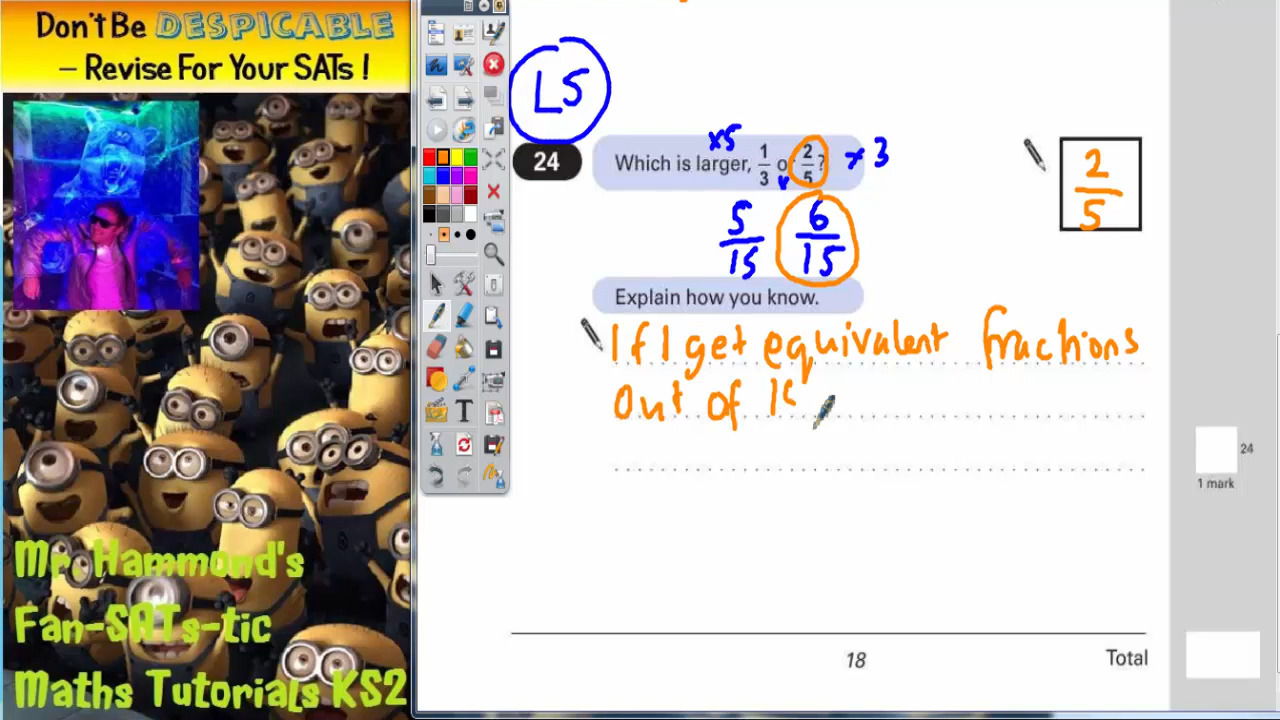 Don't Be DESPICABLE
– Revise For Your SATs !
Mr. Hammond's
Fan-SATs-tic
Maths Tutorials KS2
L5
24
Which is larger, 1/3 or 2/5 ?
×5
×3
5/15
6/15
2/5
Explain how you know.
If I get equivalent fractions
out of
24
1 mark
18
Total
T